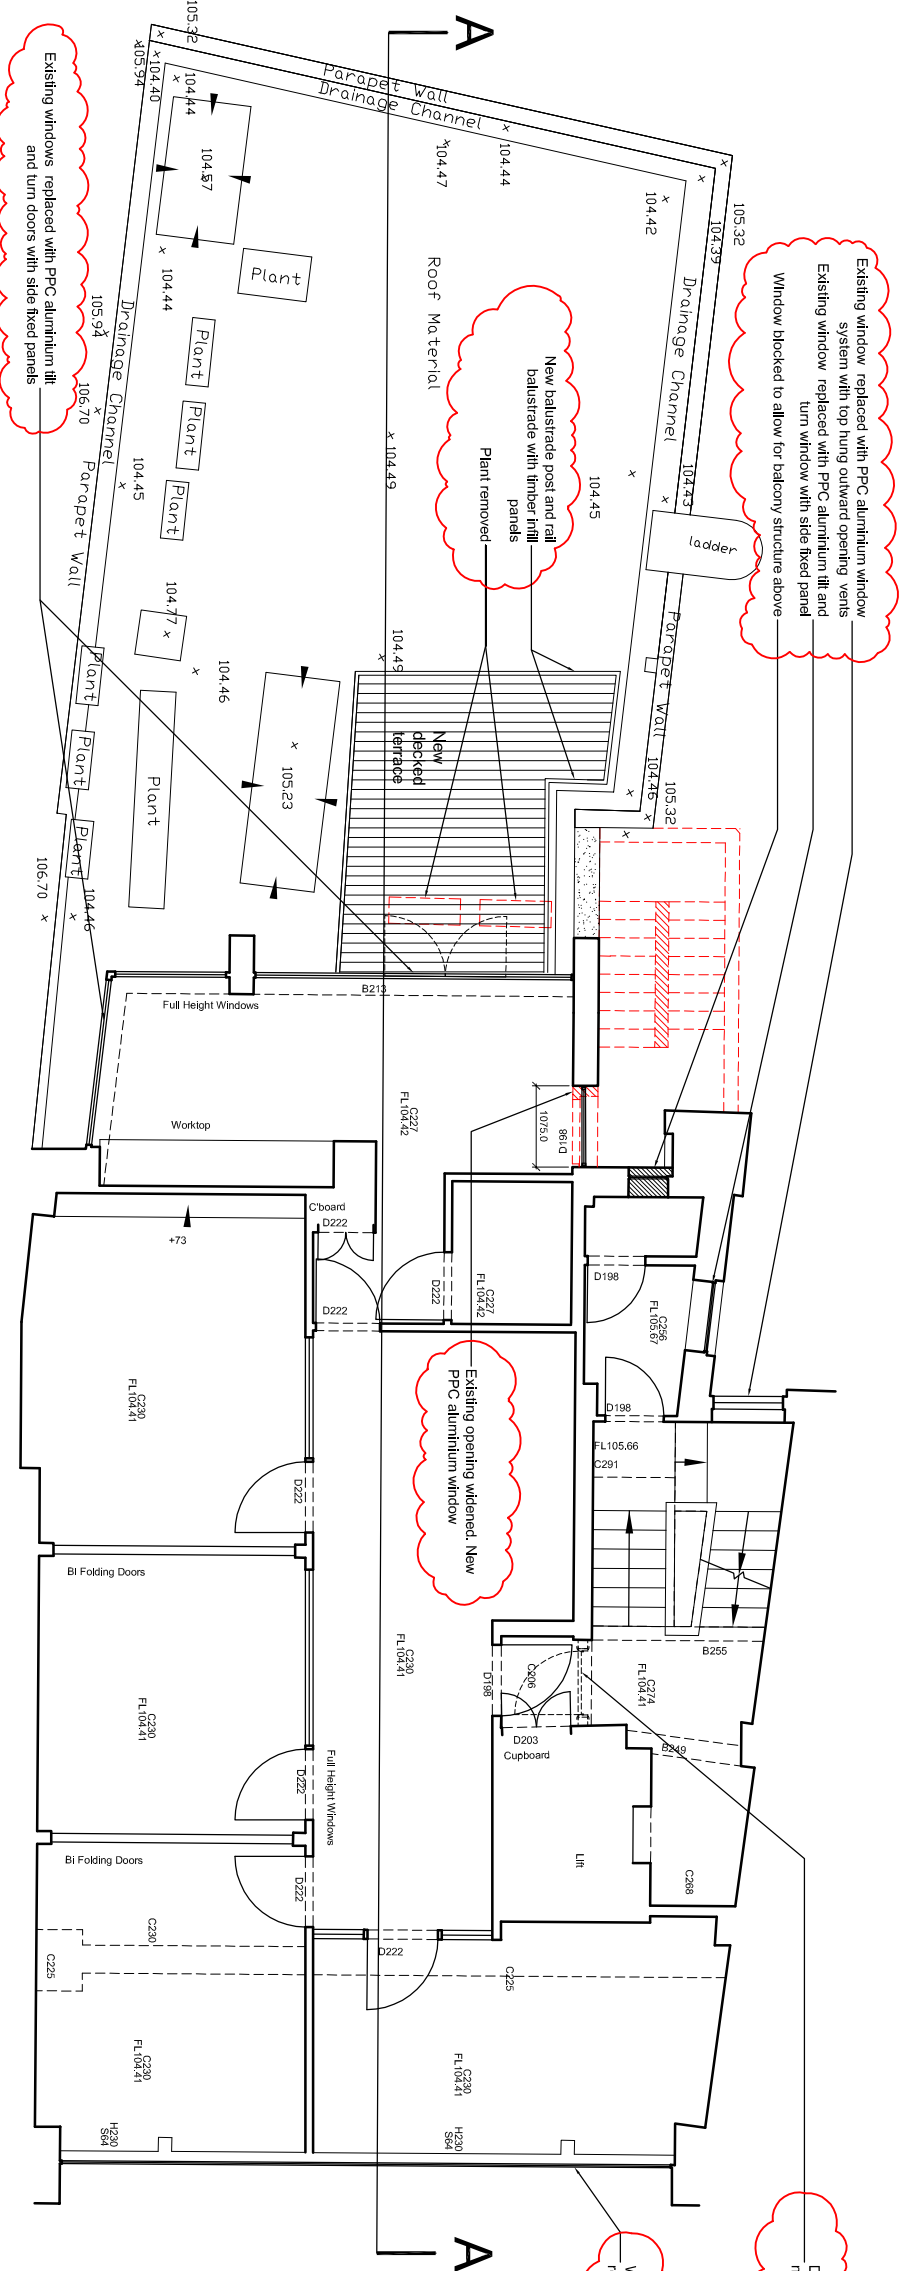 A
105.32
105.94
104.40
104.44
Parapet Wall
Drainage Channel
104.44
104.47
104.42
105.32
104.39
104.57
Plant
104.44
Roof Material
Drainage Channel
104.43
ladder
Parapet Wall
Existing windows replaced with PPC aluminium tilt
and turn doors with side fixed panels
Existing window replaced with PPC aluminium window
system with top hung outward opening vents
Existing window replaced with PPC aluminium tilt and
turn window with side fixed panel
Window blocked to allow for balcony structure above
New balustrade post and rail
balustrade with timber infill
panels
Plant removed
105.94
Drainage Channel
106.70
Parapet Wall
Plant
Plant
Plant
104.45
104.49
104.45
104.77
104.46
104.49
Plant
Plant
Plant
Plant
104.46
106.70
105.23
New
decked
terrace
104.46
105.32
B213
Full Height Windows
Worktop
C227
FL104.42
1075.0
D198
C'board
D222
D222
D222
C227
FL104.42
+73
D198
C256
FL105.67
D198
FL105.66
C291
Existing opening widened. New
PPC aluminium window
C230
FL104.41
D222
BI Folding Doors
C230
FL104.41
D222
Full Height Windows
C230
FL104.41
D198
C206
D203
Cupboard
C274
FL104.41
B255
B249
Lift
C268
D222
Bi Folding Doors
C230
C225
D222
C225
C230
FL104.41
C230
FL104.41
H230
S64
H230
S64
A